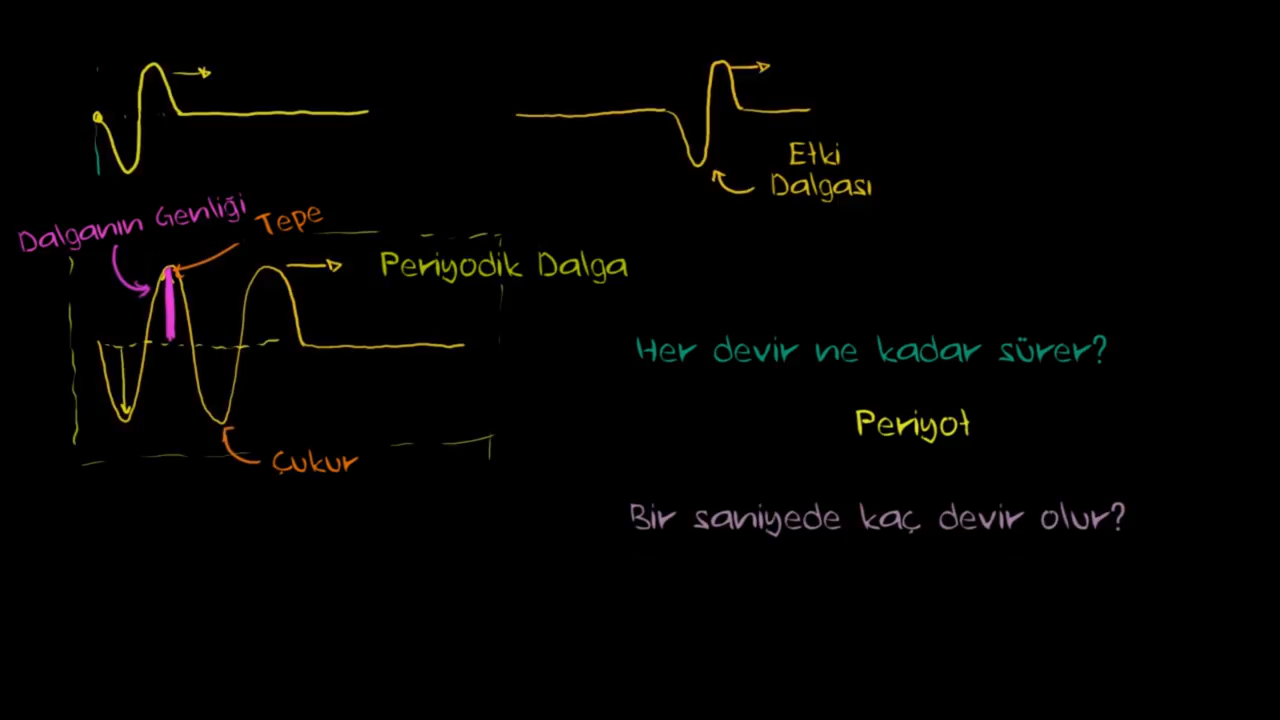 Etki
Dalgası
Dalganın Genliği
Tepe
Periyodik Dalga
Her devir ne kadar sürer?
Periyot
Çukur
Bir saniyede kaç devir olur?